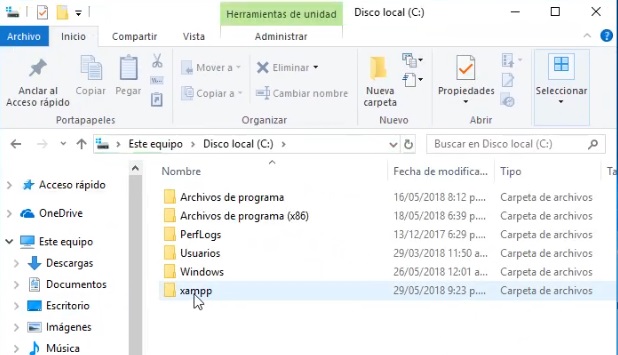 Herramientas de unidad
Disco local (C:)
Archivo
Inicio
Compartir
Vista
Administrar
Anclar al
Acceso rápido
Copiar
Pegar
Mover a
Copiar a
Eliminar
Cambiar nombre
Nueva
carpeta
Propiedades
Seleccionar
Portapapeles
Organizar
Nuevo
Abrir
Este equipo > Disco local (C:) >
Buscar en Disco local (C:)
Acceso rápido
OneDrive
Este equipo
Descargas
Documentos
Escritorio
Imágenes
Música
Nombre Fecha de modifica... Tipo Ta
Archivos de programa 16/05/2018 8:12 p.... Carpeta de archivos
Archivos de programa (x86) 18/05/2018 6:39 p.... Carpeta de archivos
PerfLogs 13/12/2017 6:29 p.... Carpeta de archivos
Usuarios 29/03/2018 11:50 a... Carpeta de archivos
Windows 26/05/2018 12:01 a... Carpeta de archivos
xampp 29/05/2018 9:23 p.... Carpeta de archivos